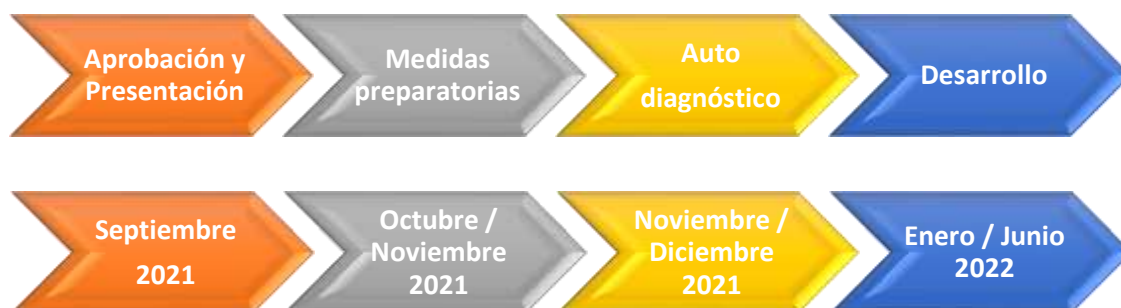 Aprobación y
Presentación
Medidas
preparatorias
Auto
diagnóstico
Desarrollo
Septiembre
2021
Octubre /
Noviembre
2021
Noviembre /
Diciembre
2021
Enero / Junio
2022